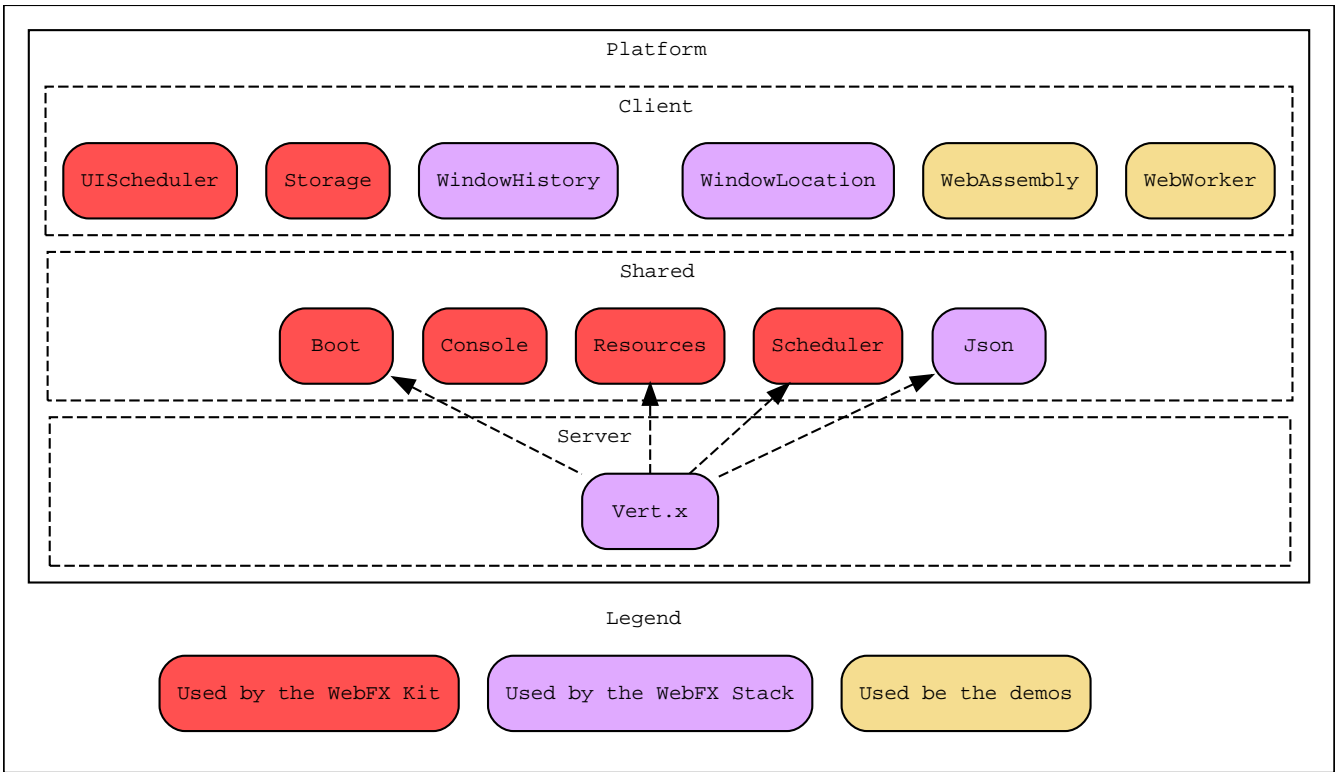 Platform
Client
UIScheduler
Storage
WindowHistory
WindowLocation
WebAssembly
WebWorker
Shared
Boot
Console
Resources
Scheduler
Json
Server
Vert.x
Legend
Used by the WebFX Kit
Used by the WebFX Stack
Used be the demos